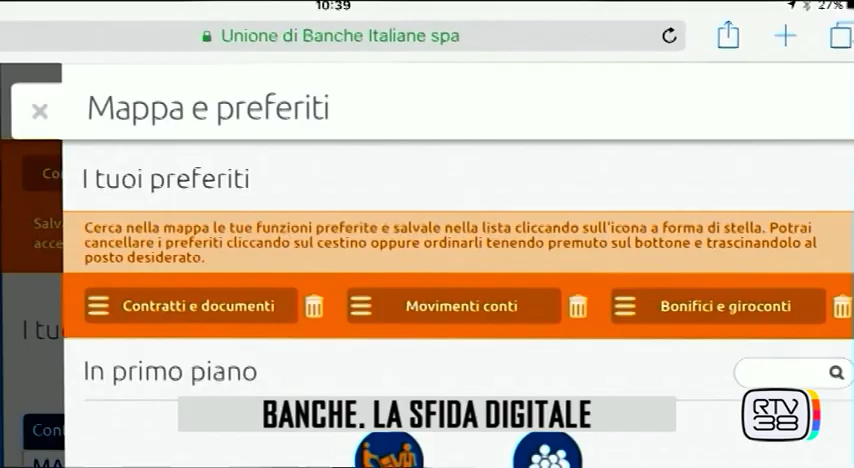 10:39
27%
Unione di Banche Italiane spa
Mappa e preferiti
I tuoi preferiti
Cerca nella mappa le tue funzioni preferite e salvale nella lista cliccando sull'icona a forma di stella. Potrai
cancellare i preferiti cliccando sul cestino oppure ordinarli tenendo premuto sul bottone e trascinandolo al
posto desiderato.
Contratti e documenti
Movimenti conti
Bonifici e giroconti
In primo piano
BANCHE. LA SFIDA DIGITALE
RTV
38